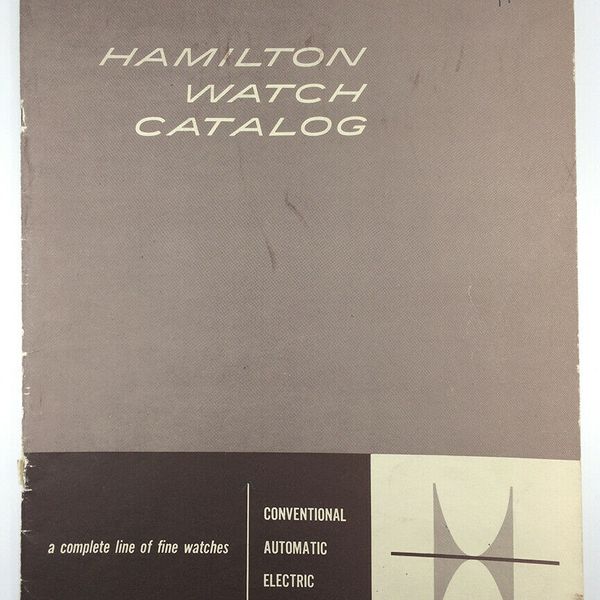 HAMILTON
WATCH
CATALOG
a complete line of fine watches
CONVENTIONAL
AUTOMATIC
ELECTRIC